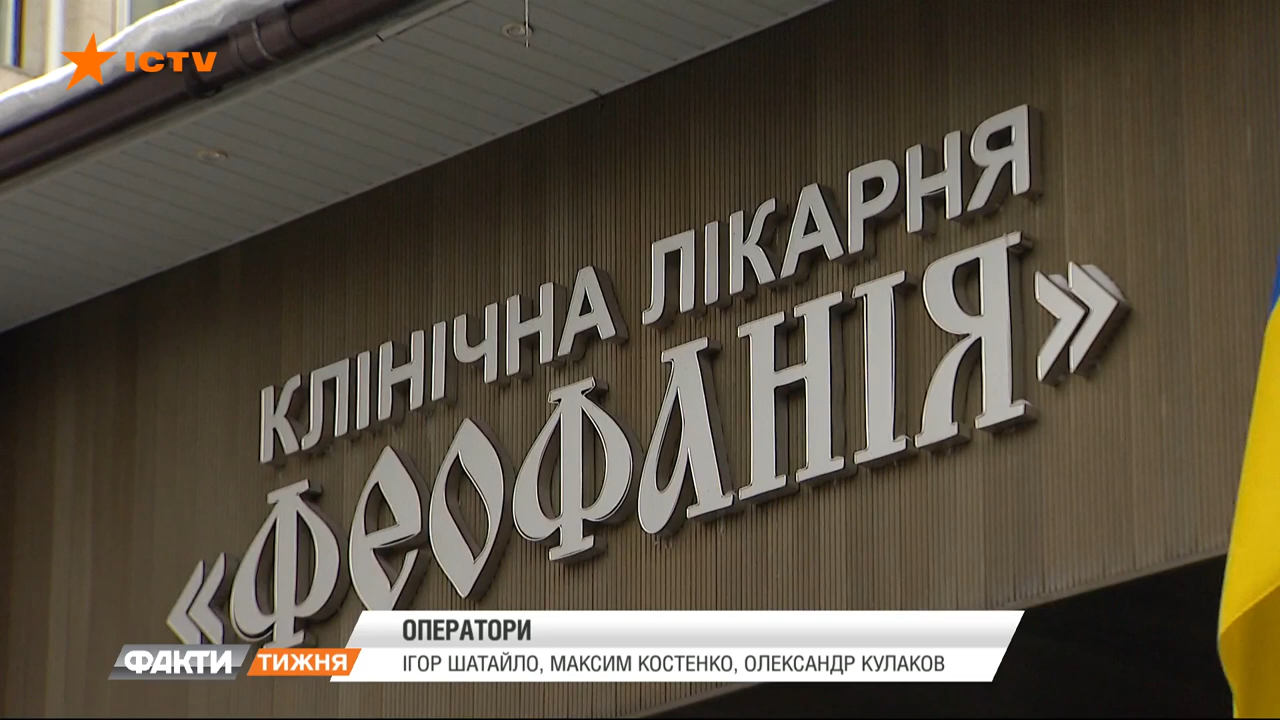 ICTV
КЛІНІЧНА ЛІКАРНЯ
«ФЕОФАНІЯ»
ОПЕРАТОРИ
ФАКТИ ТИЖНЯ
ІГОР ШАТАЙЛО, МАКСИМ КОСТЕНКО, ОЛЕКСАНДР КУЛАКОВ